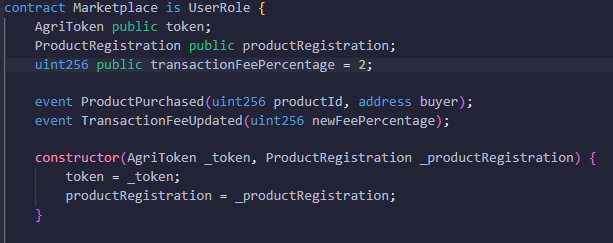 contract Marketplace is UserRole {
    AgriToken public token;
    ProductRegistration public productRegistration;
    uint256 public transactionFeePercentage = 2;

    event ProductPurchased(uint256 productId, address buyer);
    event TransactionFeeUpdated(uint256 newFeePercentage);

    constructor(AgriToken _token, ProductRegistration _productRegistration) {
        token = _token;
        productRegistration = _productRegistration;
    }